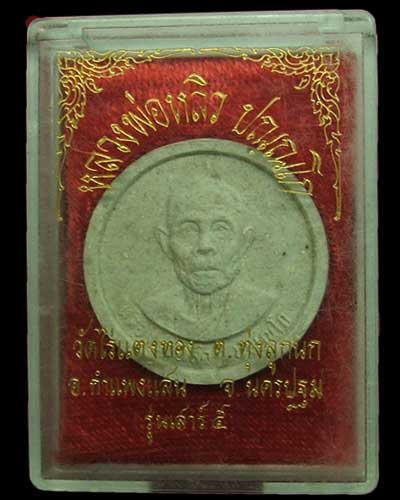 หลวงพ่อหลิว ปณฺณโก
วัดไร่แตงทอง ต.ทุ่งลูกนก
อ.กำแพงแสน จ.นครปฐม
รุ่นเสาร์ ๕